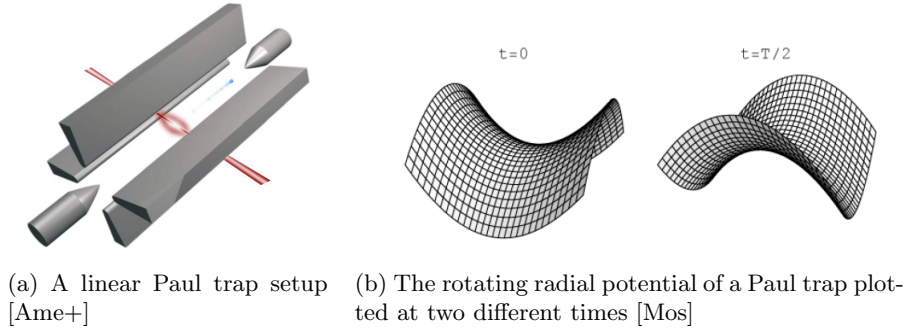 t=0
t=T/2
(a) A linear Paul trap setup
[Ame+]
(b) The rotating radial potential of a Paul trap plot-
ted at two different times [Mos]